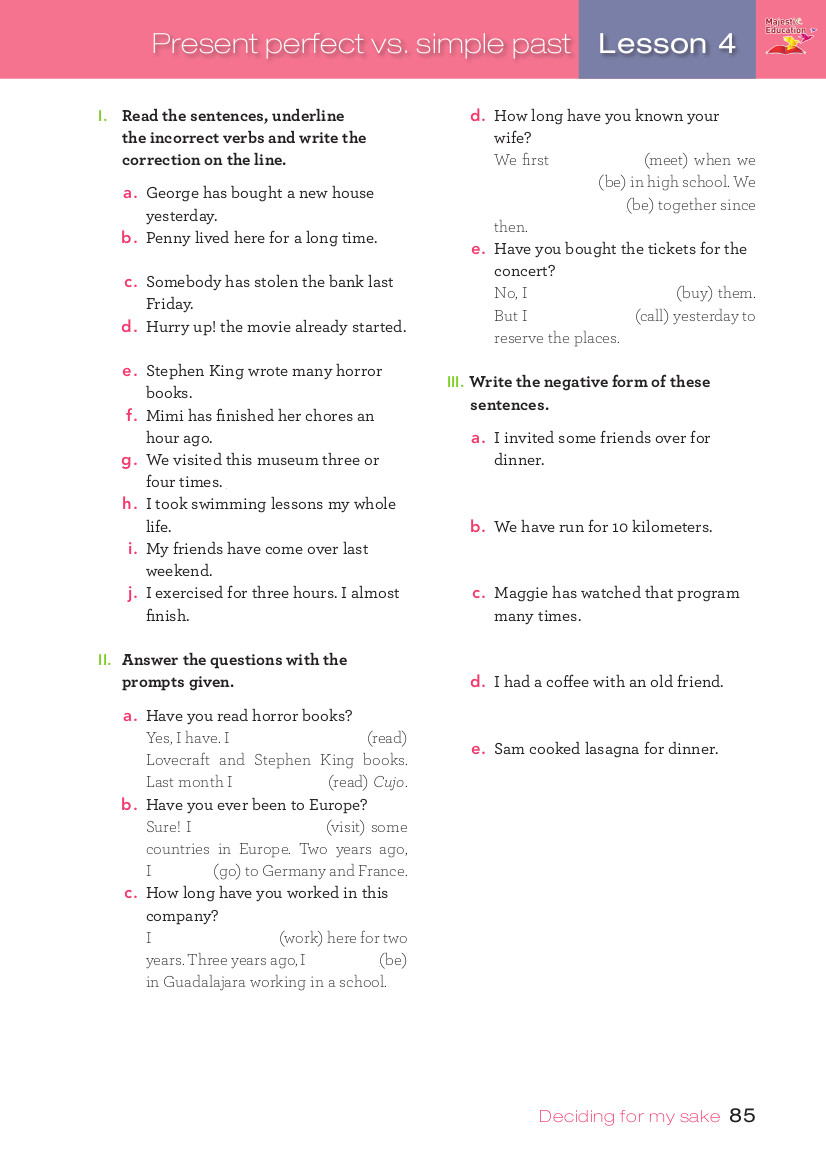 Present perfect vs. simple past
Lesson 4
Majestic
Education
I. Read the sentences, underline
the incorrect verbs and write the
correction on the line.
a. George has bought a new house
yesterday.
b. Penny lived here for a long time.
c. Somebody has stolen the bank last
Friday.
d. Hurry up! the movie already started.
e. Stephen King wrote many horror
books.
f. Mimi has finished her chores an
hour ago.
g. We visited this museum three or
four times.
h. I took swimming lessons my whole
life.
i. My friends have come over last
weekend.
j. I exercised for three hours. I almost
finish.
II. Answer the questions with the
prompts given.
a. Have you read horror books?
Yes, I have. I (read)
Lovecraft and Stephen King books.
Last month I (read) Cujo.
b. Have you ever been to Europe?
Sure! I (visit) some
countries in Europe. Two years ago,
I (go) to Germany and France.
c. How long have you worked in this
company?
I (work) here for two
years. Three years ago, I (be)
in Guadalajara working in a school.
d. How long have you known your
wife?
We first (meet) when we
(be) in high school. We
(be) together since
then.
e. Have you bought the tickets for the
concert?
No, I (buy) them.
But I (call) yesterday to
reserve the places.
III. Write the negative form of these
sentences.
a. I invited some friends over for
dinner.
b. We have run for 10 kilometers.
c. Maggie has watched that program
many times.
d. I had a coffee with an old friend.
e. Sam cooked lasagna for dinner.
Deciding for my sake 85